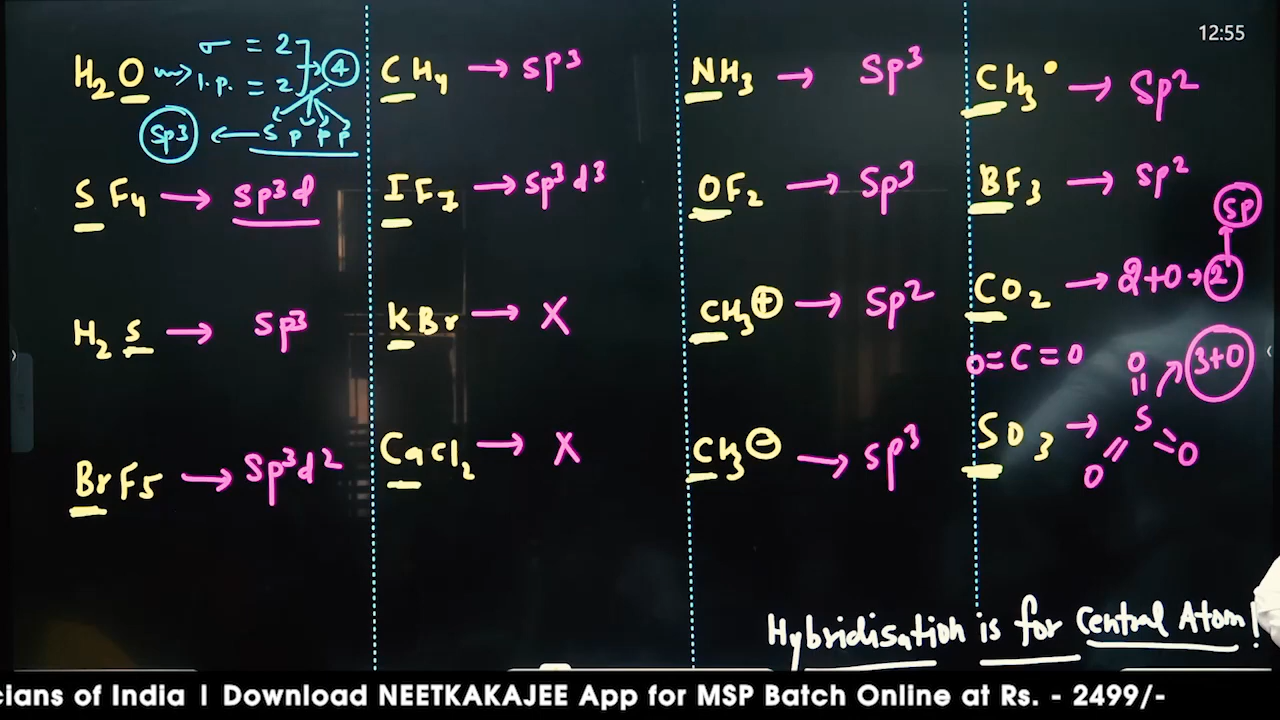 12:55
H2O ⟿ σ = 2
l.p. = 2
→ 4
s p p p
← sp3
SF4 → sp3d
H2S → sp3
BrF5 → sp3d2
CH4 → sp3
IF7 → sp3d3
KBr → X
CaCl2 → X
NH3 → sp3
OF2 → sp3
CH3⊕ → sp2
CH3⊖ → sp3
CH3• → sp2
BF3 → sp2
CO2 → 2+0 → 2
sp
O=C=O
SO3 →
O
S
O
O
3+0
Hybridisation is for Central Atom!
cians of India I Download NEETKAKAJEE App for MSP Batch Online at Rs. - 2499/-